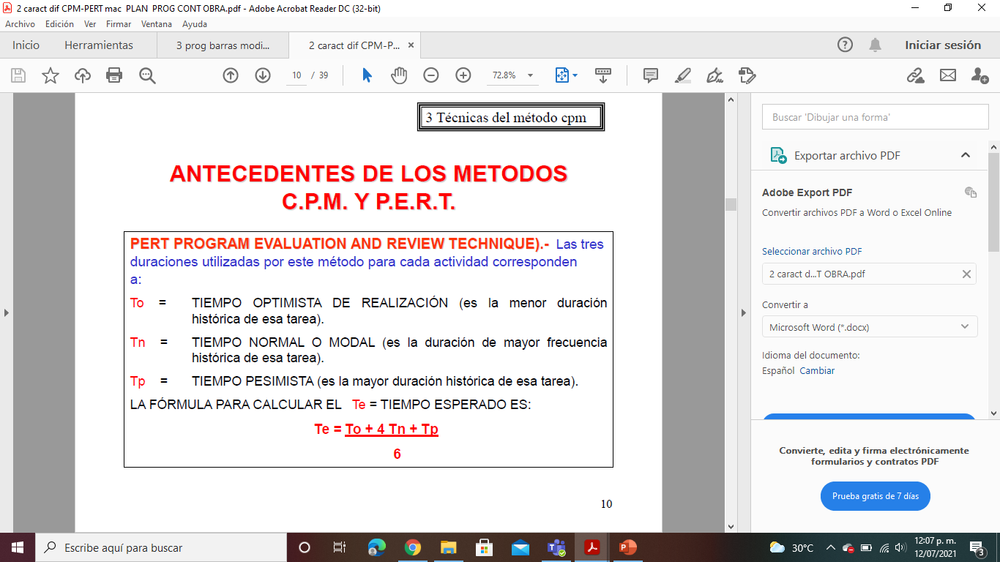 2 caract dif CPM-PERT mac  PLAN  PROG CONT OBRA.pdf - Adobe Acrobat Reader DC (32-bit)
Archivo Edición Ver Firmar Ventana Ayuda
Inicio Herramientas 3 prog barras modi... 2 caract dif CPM-P... × Iniciar sesión
10 / 39 72.8%
3 Técnicas del método cpm
ANTECEDENTES DE LOS METODOS
C.P.M. Y P.E.R.T.
PERT PROGRAM EVALUATION AND REVIEW TECHNIQUE).- Las tres
duraciones utilizadas por este método para cada actividad corresponden
a:
To = TIEMPO OPTIMISTA DE REALIZACIÓN (es la menor duración
histórica de esa tarea).
Tn = TIEMPO NORMAL O MODAL (es la duración de mayor frecuencia
histórica de esa tarea).
Tp = TIEMPO PESIMISTA (es la mayor duración histórica de esa tarea).
LA FÓRMULA PARA CALCULAR EL Te = TIEMPO ESPERADO ES:
Te = To + 4 Tn + Tp
6
10
Buscar 'Dibujar una forma'
Exportar archivo PDF
Adobe Export PDF
Convertir archivos PDF a Word o Excel Online
Seleccionar archivo PDF
2 caract d...T OBRA.pdf
Convertir a
Microsoft Word (*.docx)
Idioma del documento:
Español Cambiar
Convierte, edita y firma electrónicamente
formularios y contratos PDF
Prueba gratis de 7 días
Escribe aquí para buscar
30°C
12:07 p. m.
12/07/2021
3